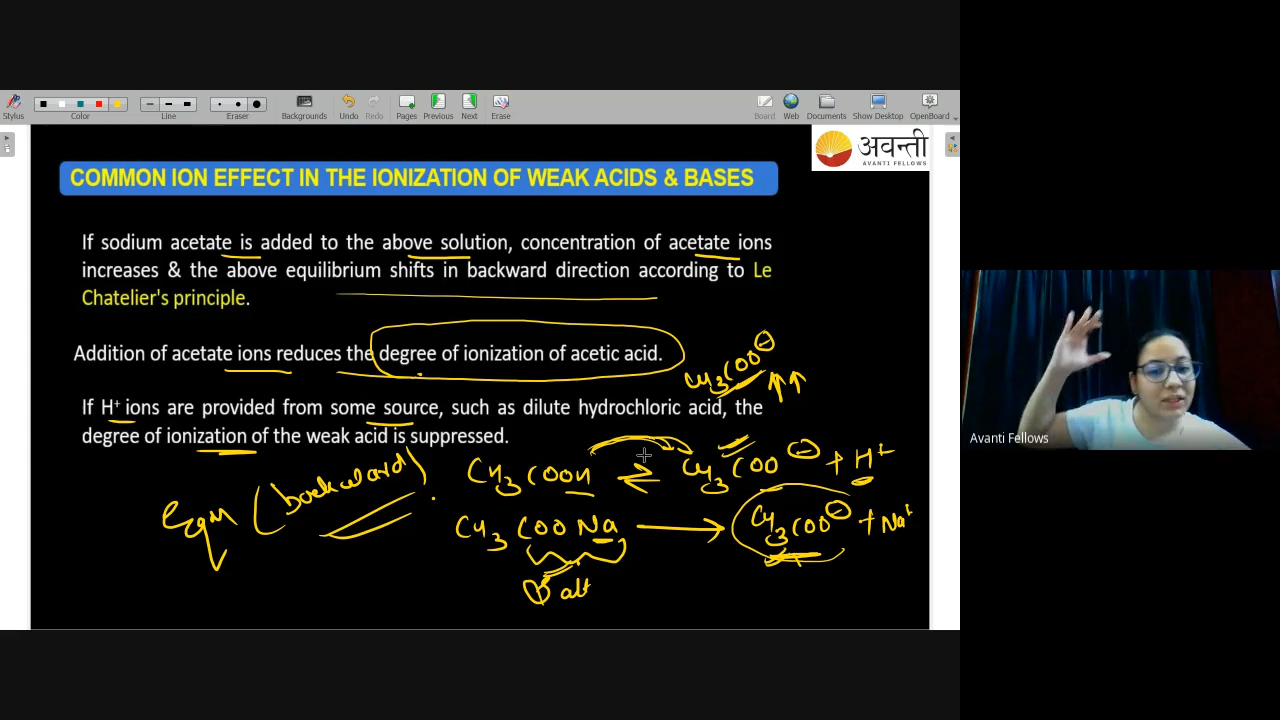 Stylus
Color
Line
Eraser
Backgrounds
Undo
Redo
Pages
Previous
Next
Erase
Board
Web
Documents
Show Desktop
OpenBoard
अवन्ती
AVANTI FELLOWS
COMMON ION EFFECT IN THE IONIZATION OF WEAK ACIDS & BASES
If sodium acetate is added to the above solution, concentration of acetate ions
increases & the above equilibrium shifts in backward direction according to Le
Chatelier's principle.
Addition of acetate ions reduces the degree of ionization of acetic acid.
CH₃COO⊖ ↑↑
If H⁺ ions are provided from some source, such as dilute hydrochloric acid, the
degree of ionization of the weak acid is suppressed.
Eqm (backward).
CH₃COOH ⇌ CH₃COO⊖ + H⁺
CH₃COONa → CH₃COO⊖ + Na⁺
Salt
Avanti Fellows